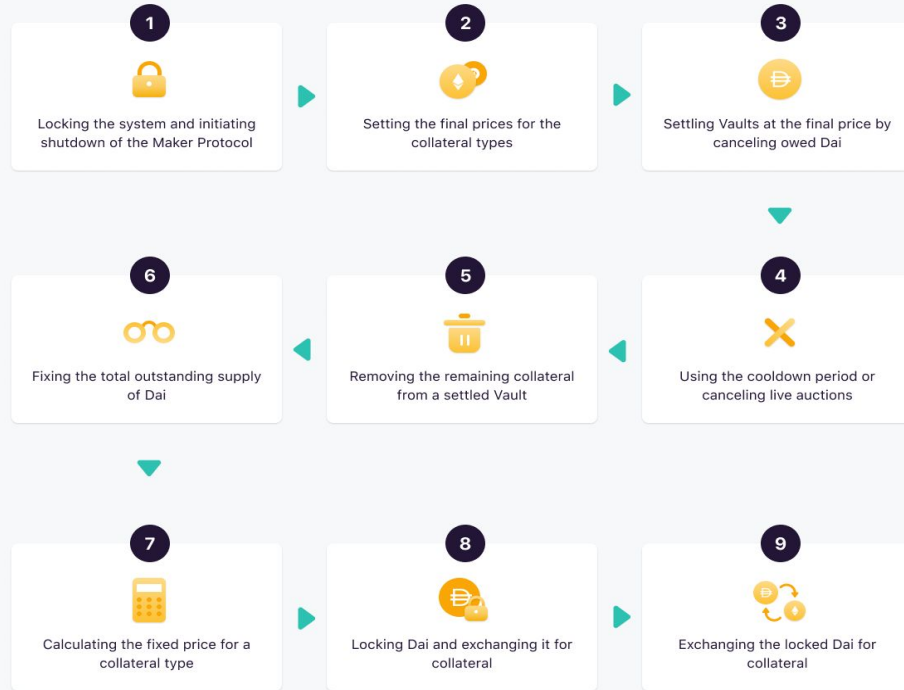 1
Locking the system and initiating
shutdown of the Maker Protocol
2
Setting the final prices for the
collateral types
3
Settling Vaults at the final price by
canceling owed Dai
4
Using the cooldown period or
canceling live auctions
5
Removing the remaining collateral
from a settled Vault
6
Fixing the total outstanding supply
of Dai
7
Calculating the fixed price for a
collateral type
8
Locking Dai and exchanging it for
collateral
9
Exchanging the locked Dai for
collateral